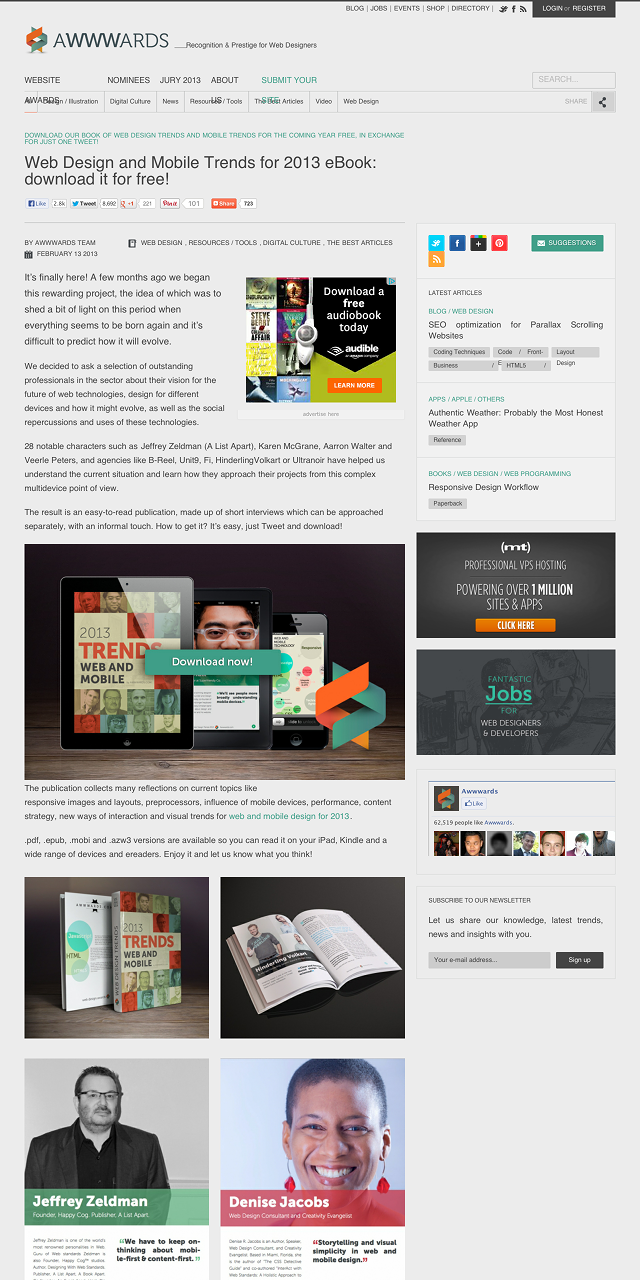 BLOG | JOBS | EVENTS | SHOP | DIRECTORY |
LOGIN or REGISTER
AWWWARDS
Recognition & Prestige for Web Designers
WEBSITE AWARDS
NOMINEES
JURY 2013
ABOUT US
SUBMIT YOUR SITE
SEARCH...
Design / Illustration
Digital Culture
News
Resources / Tools
The Best Articles
Video
Web Design
SHARE
DOWNLOAD OUR BOOK OF WEB DESIGN TRENDS AND MOBILE TRENDS FOR THE COMING YEAR FREE, IN EXCHANGE
FOR JUST ONE TWEET!
Web Design and Mobile Trends for 2013 eBook:
download it for free!
Like 2.8k Tweet 8,692 +1 221 Pin it 101 Share 723
BY AWWWARDS TEAM
WEB DESIGN , RESOURCES / TOOLS , DIGITAL CULTURE , THE BEST ARTICLES
FEBRUARY 13 2013
It's finally here! A few months ago we began
this rewarding project, the idea of which was to
shed a bit of light on this period when
everything seems to be born again and it's
difficult to predict how it will evolve.
Download a
free
audiobook
today
audible
an amazon company
LEARN MORE
advertise here
We decided to ask a selection of outstanding
professionals in the sector about their vision for the
future of web technologies, design for different
devices and how it might evolve, as well as the social
repercussions and uses of these technologies.
28 notable characters such as Jeffrey Zeldman (A List Apart), Karen McGrane, Aarron Walter and
Veerle Peters, and agencies like B-Reel, Unit9, Fi, HinderlingVolkart or Ultranoir have helped us
understand the current situation and learn how they approach their projects from this complex
multidevice point of view.
The result is an easy-to-read publication, made up of short interviews which can be approached
separately, with an informal touch. How to get it? It's easy, just Tweet and download!
2013
TRENDS
WEB AND
MOBILE
Download now!
The publication collects many reflections on current topics like
responsive images and layouts, preprocessors, influence of mobile devices, performance, content
strategy, new ways of interaction and visual trends for web and mobile design for 2013.
.pdf, .epub, .mobi and .azw3 versions are available so you can read it on your iPad, Kindle and a
wide range of devices and ereaders. Enjoy it and let us know what you think!
2013
TRENDS
WEB AND
MOBILE
Hinderling Volkart
Jeffrey Zeldman
Founder, Happy Cog. Publisher, A List Apart.
"We have to keep on-
thinking about mobi-
le-first & content-first."
Denise Jacobs
Web Design Consultant and Creativity Evangelist
"Storytelling and visual
simplicity in web and
mobile design."
SUGGESTIONS
LATEST ARTICLES
BLOG / WEB DESIGN
SEO optimization for Parallax Scrolling
Websites
Coding Techniques
Code / Front-
Layout
Design
Business /
HTML5 /
APPS / APPLE / OTHERS
Authentic Weather: Probably the Most Honest
Weather App
Reference
BOOKS / WEB DESIGN / WEB PROGRAMMING
Responsive Design Workflow
Paperback
(mt)
PROFESSIONAL VPS HOSTING
POWERING OVER 1 MILLION
SITES & APPS
CLICK HERE
FANTASTIC
Jobs
FOR
WEB DESIGNERS
& DEVELOPERS
Awwwards
Like
62,519 people like Awwwards.
SUBSCRIBE TO OUR NEWSLETTER
Let us share our knowledge, latest trends,
news and insights with you.
Your e-mail address...
Sign up